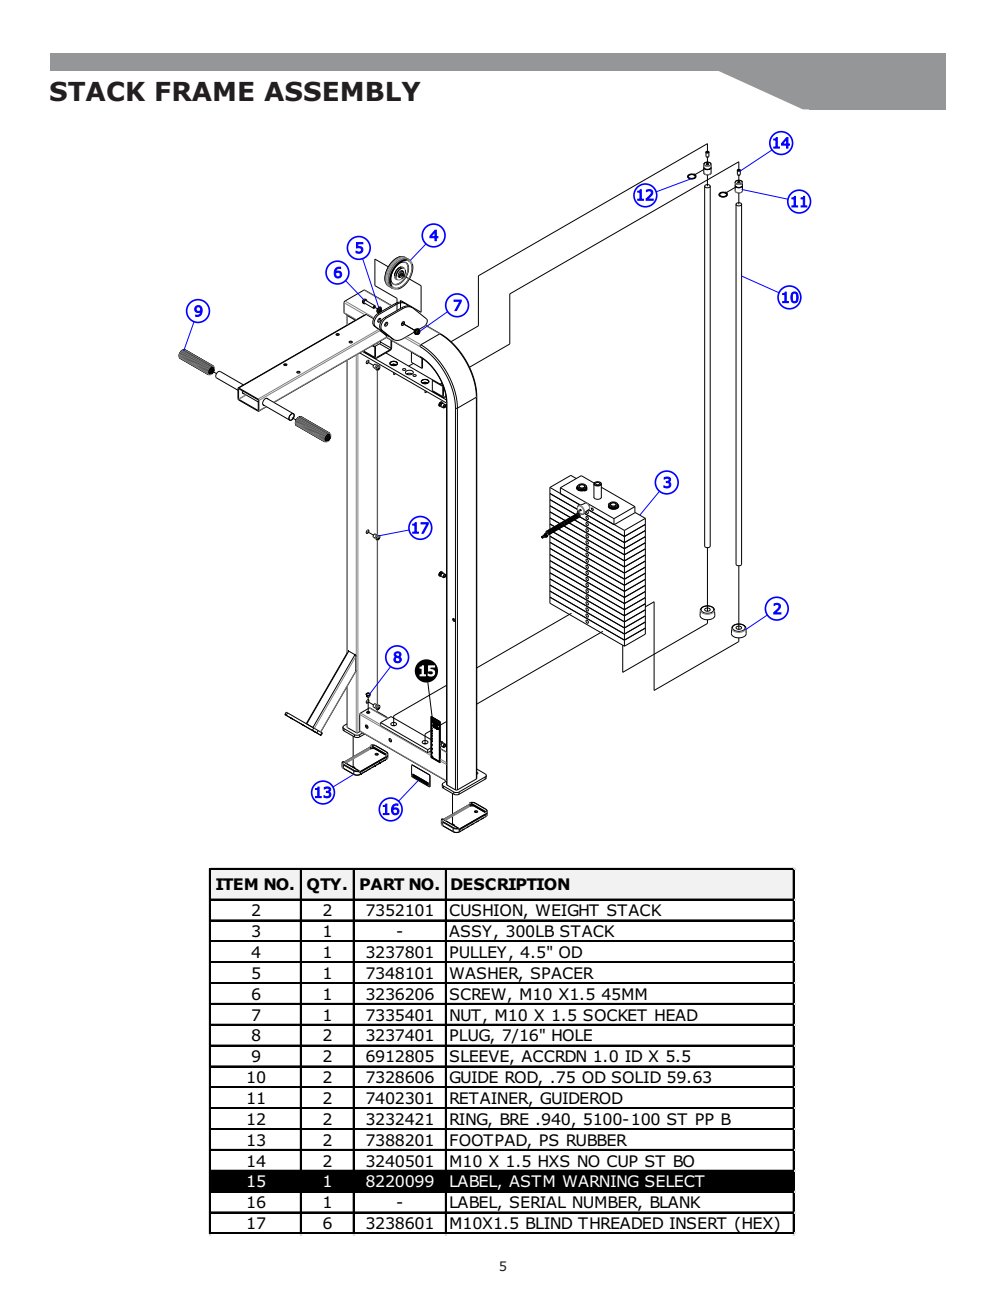 STACK FRAME ASSEMBLY
14
12
11
4
5
6
10
7
9
3
17
2
8
15
13
16
ITEM NO. QTY. PART NO. DESCRIPTION
2 2 7352101 CUSHION, WEIGHT STACK
3 1 - ASSY, 300LB STACK
4 1 3237801 PULLEY, 4.5" OD
5 1 7348101 WASHER, SPACER
6 1 3236206 SCREW, M10 X1.5 45MM
7 1 7335401 NUT, M10 X 1.5 SOCKET HEAD
8 2 3237401 PLUG, 7/16" HOLE
9 2 6912805 SLEEVE, ACCRDN 1.0 ID X 5.5
10 2 7328606 GUIDE ROD, .75 OD SOLID 59.63
11 2 7402301 RETAINER, GUIDEROD
12 2 3232421 RING, BRE .940, 5100-100 ST PP B
13 2 7388201 FOOTPAD, PS RUBBER
14 2 3240501 M10 X 1.5 HXS NO CUP ST BO
15 1 8220099 LABEL, ASTM WARNING SELECT
16 1 - LABEL, SERIAL NUMBER, BLANK
17 6 3238601 M10X1.5 BLIND THREADED INSERT (HEX)
5